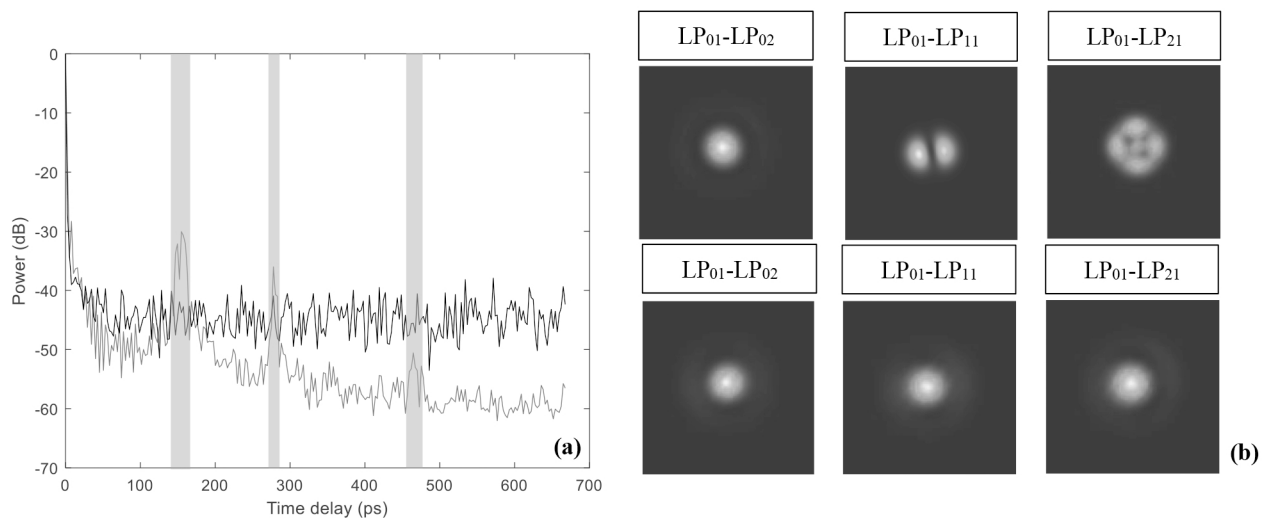 0
-10
-20
-30
-40
-50
-60
-70
Power (dB)
0 100 200 300 400 500 600 700
Time delay (ps)
(a)
LP₀₁-LP₀₂ LP₀₁-LP₁₁ LP₀₁-LP₂₁
LP₀₁-LP₀₂ LP₀₁-LP₁₁ LP₀₁-LP₂₁
(b)